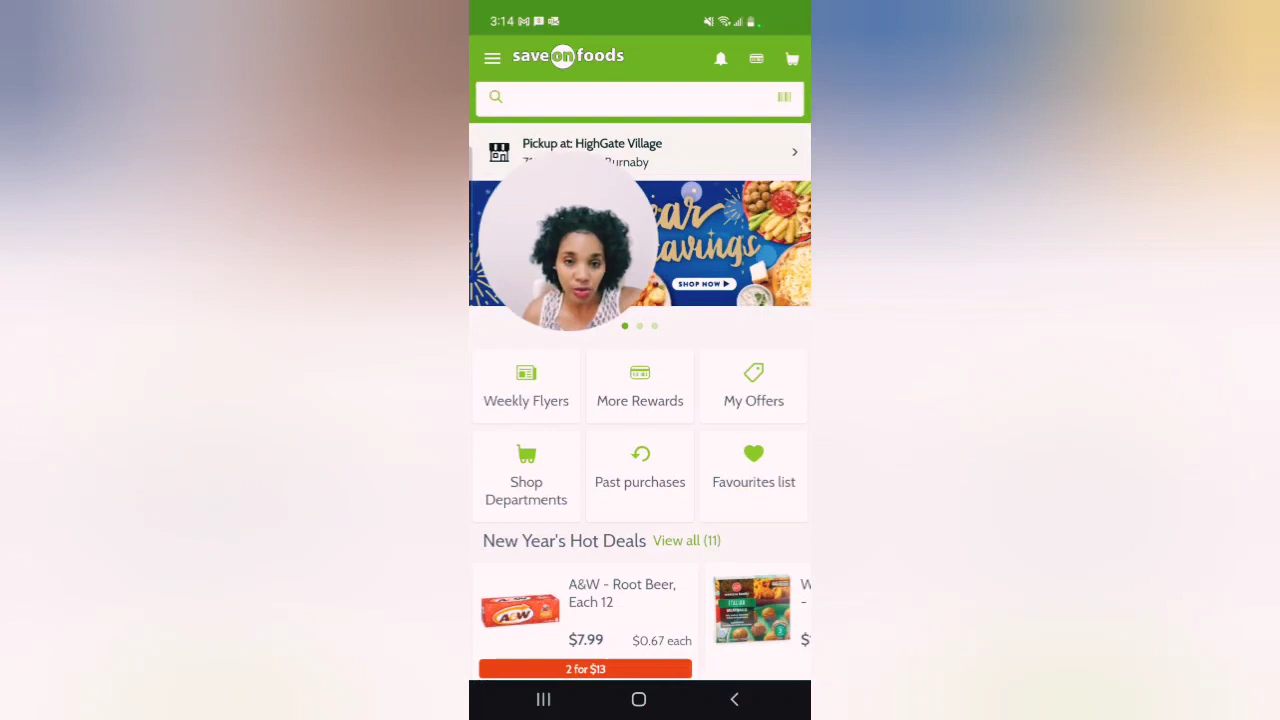 3:14
saveonfoods
Pickup at: HighGate Village
Burnaby
SHOP NOW
Weekly Flyers
More Rewards
My Offers
Shop
Departments
Past purchases
Favourites list
New Year's Hot Deals View all (11)
A&W - Root Beer,
Each 12
A&W
$7.99 $0.67 each
2 for $13